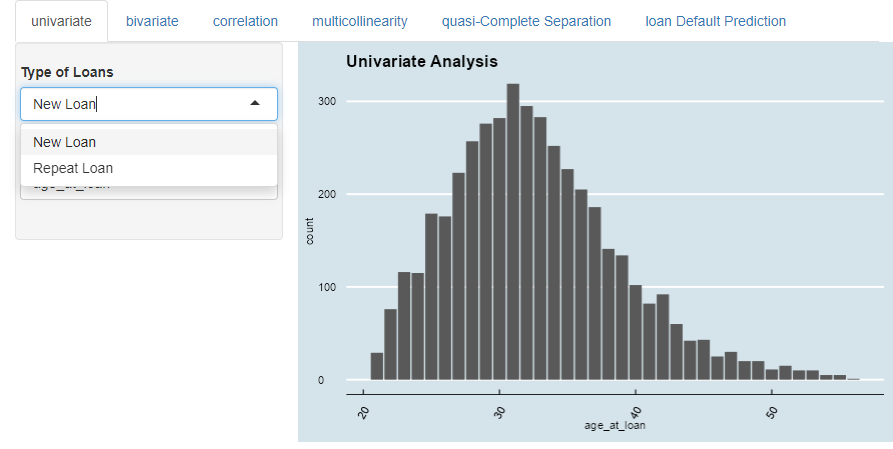 univariate bivariate correlation multicollinearity quasi-Complete Separation loan Default Prediction
Type of Loans
New Loan
New Loan
Repeat Loan
age_at_loan
Univariate Analysis
300
200
100
0
count
20 30 40 50
age_at_loan